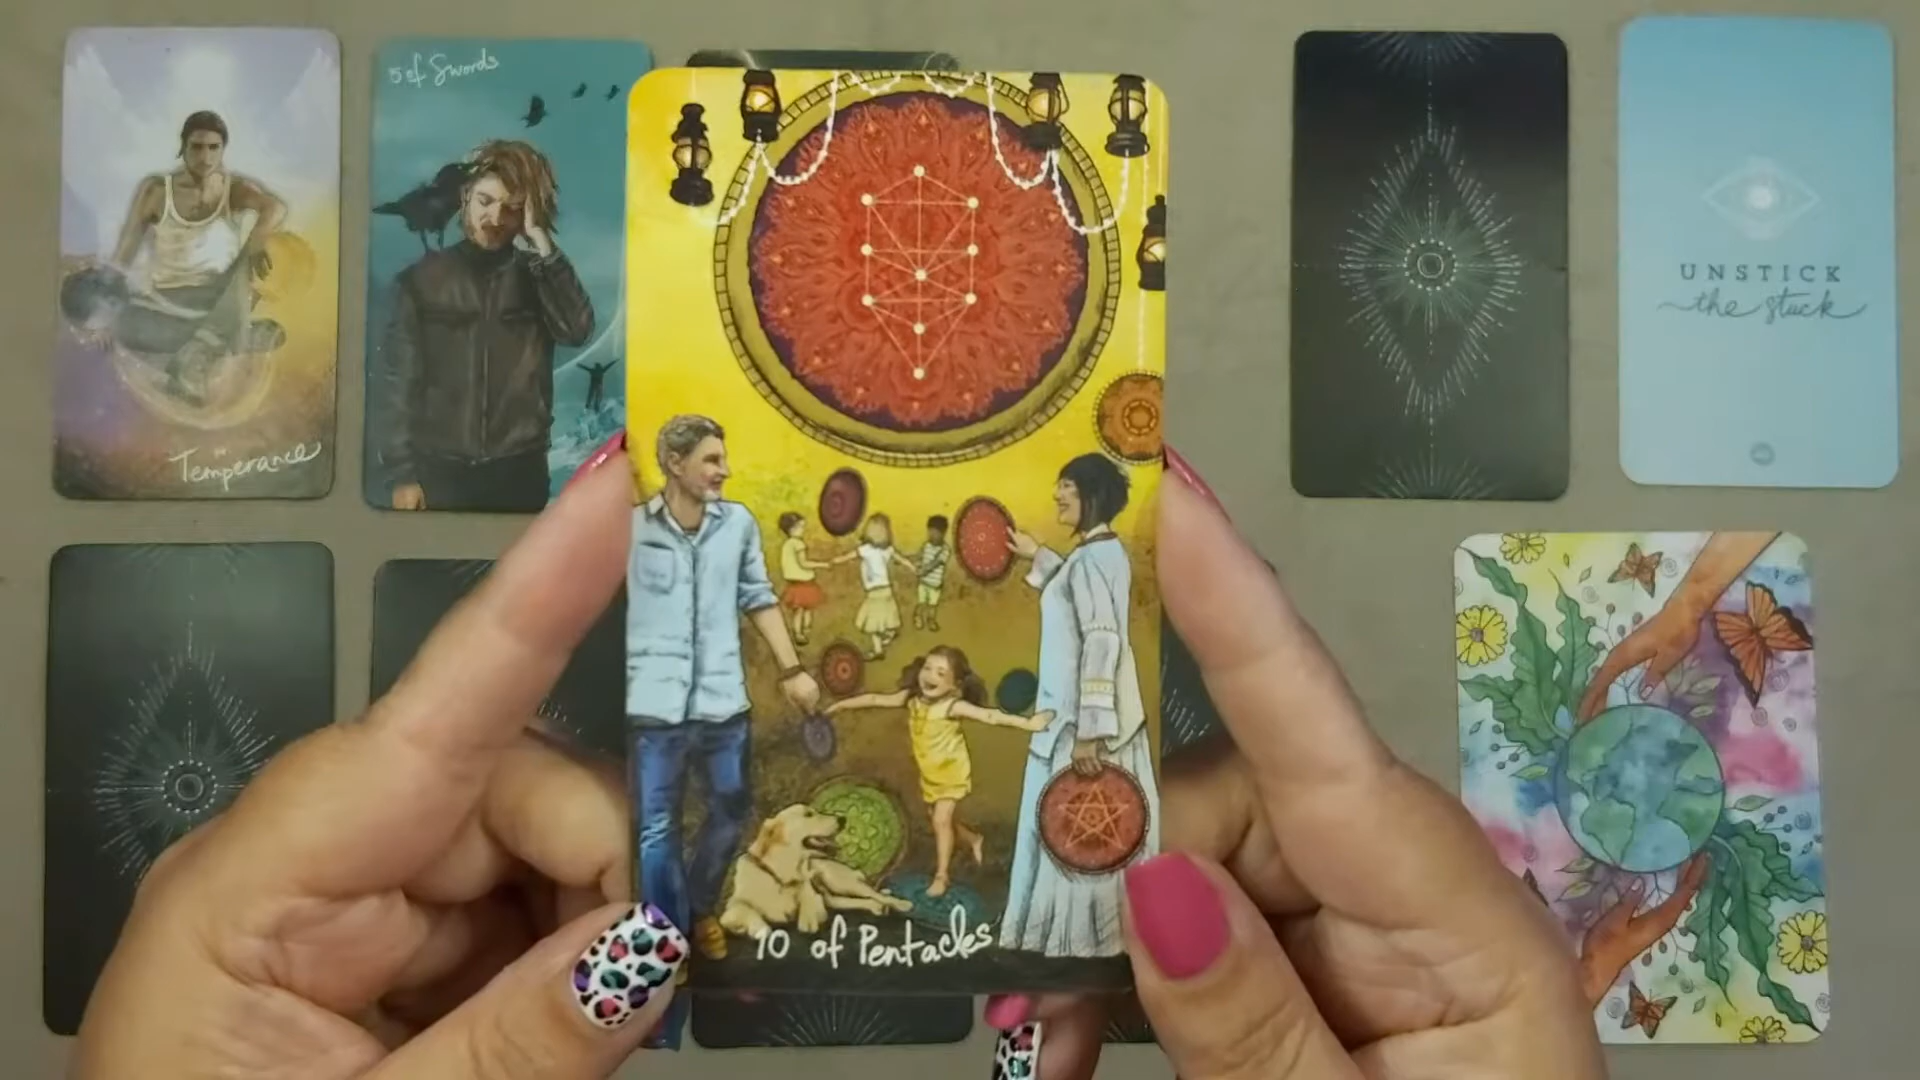 5 of Swords
Temperance
UNSTICK
the stuck
10 of Pentacles